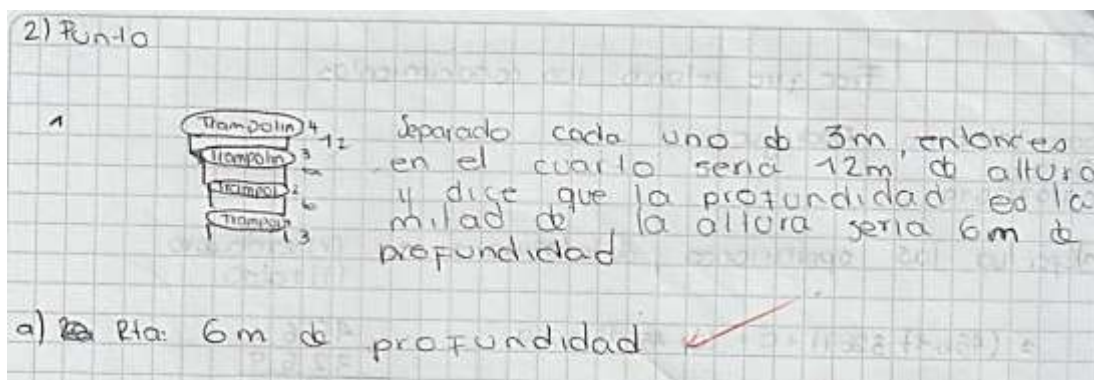 2) Punto
1
Trampolin 4
12
Trampolin 3
Trampol
6
Trampol 3
Separado cada uno de 3m, entonces
en el cuarto seria 12m de altura
y dice que la profundidad es la
mitad de la altura seria 6m de
profundidad
a) Rta: 6m de profundidad